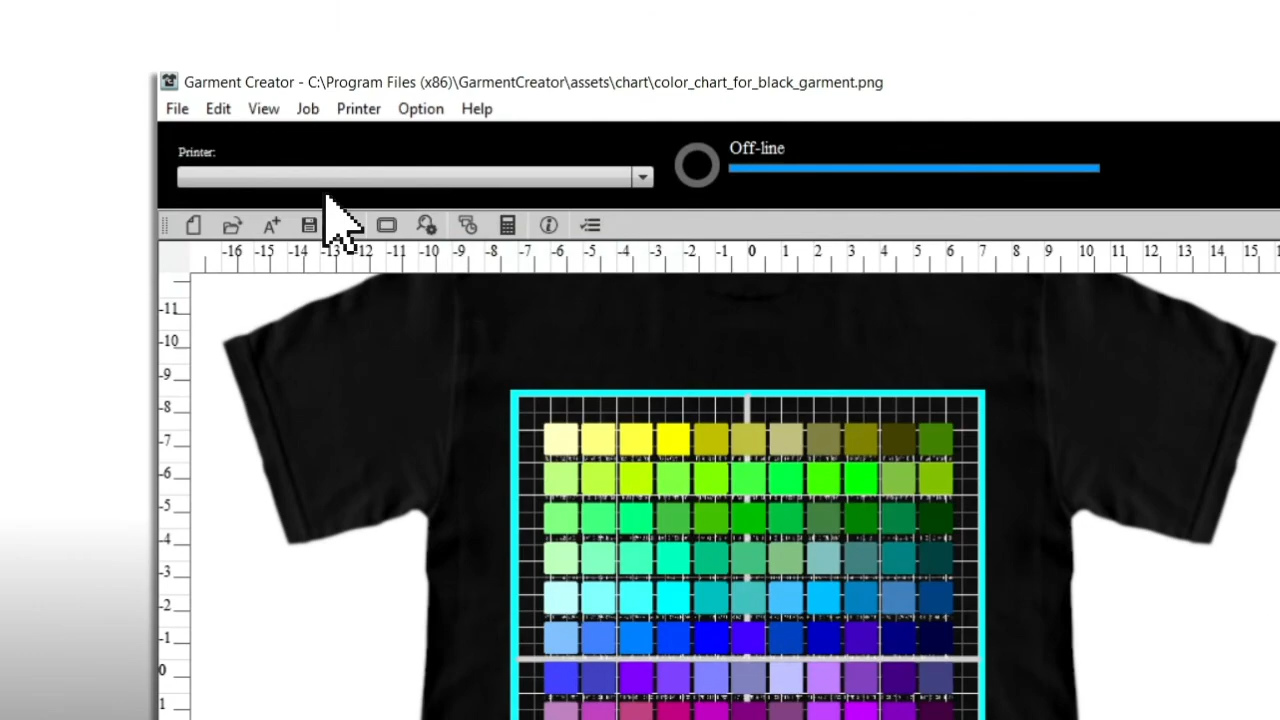 Garment Creator - C:\Program Files (x86)\GarmentCreator\assets\chart\color_chart_for_black_garment.png
File Edit View Job Printer Option Help
Printer:
Off-line
-16 -15 -14 -13 -12 -11 -10 -9 -8 -7 -6 -5 -4 -3 -2 -1 0 1 2 3 4 5 6 7 8 9 10 11 12 13 14 15
-11
-10
-9
-8
-7
-6
-5
-4
-3
-2
-1
0
1